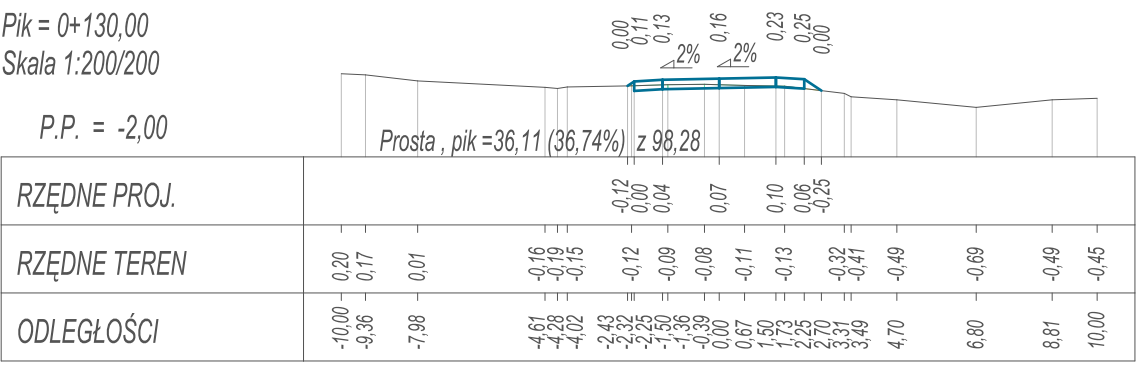 Pik = 0+130,00
Skala 1:200/200
0,00 0,11 0,13 0,16 0,23 0,25 0,00
2% 2%
P.P. = -2,00
Prosta , pik =36,11 (36,74%) z 98,28
RZĘDNE PROJ. -0,12 0,00 0,04 0,07 0,10 0,06 -0,25
RZĘDNE TEREN 0,20 0,17 0,01 -0,16 -0,19 -0,15 -0,12 -0,09 -0,08 -0,11 -0,13 -0,32 -0,41 -0,49 -0,69 -0,49 -0,45
ODLEGŁOŚCI -10,00 -9,36 -7,98 -4,61 -4,28 -4,02 -2,43 -2,32 -2,25 -1,50 -1,36 -0,39 0,00 0,67 1,50 1,73 2,25 2,70 3,31 3,49 4,70 6,80 8,81 10,00